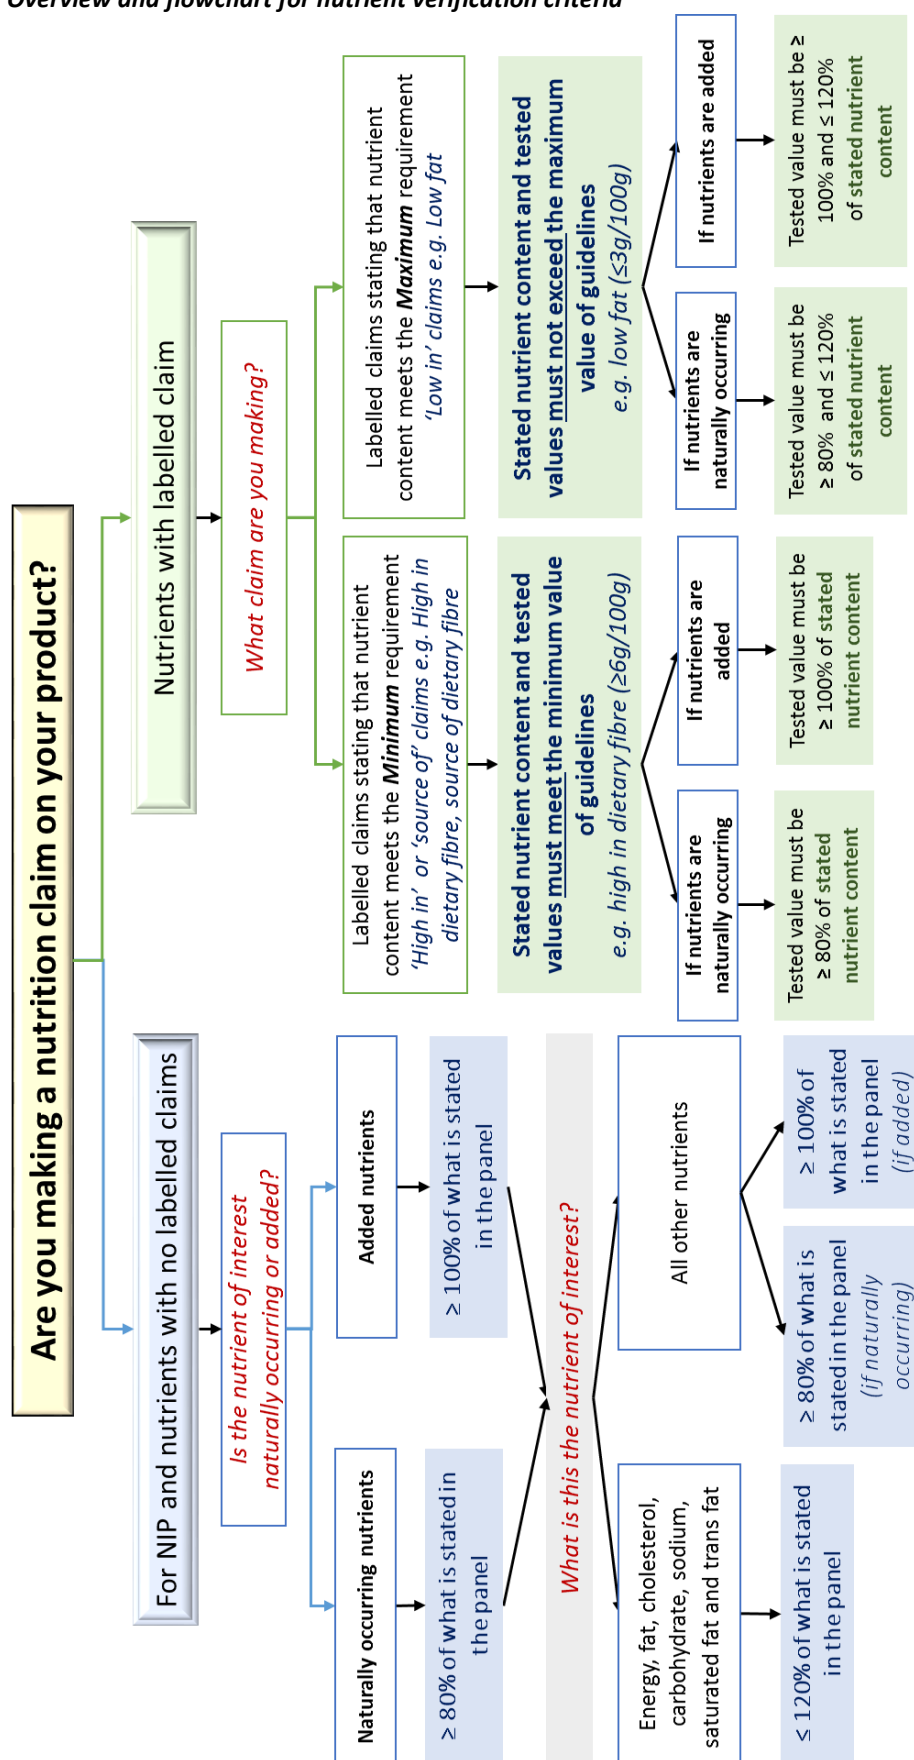 Overview and flowchart for nutrient verification criteria
Are you making a nutrition claim on your product?
For NIP and nutrients with no labelled claims
Is the nutrient of interest
naturally occurring or added?
Naturally occurring nutrients
≥ 80% of what is stated in
the panel
Added nutrients
≥ 100% of what is stated
in the panel
What is this the nutrient of interest?
Energy, fat, cholesterol,
carbohydrate, sodium,
saturated fat and trans fat
≤ 120% of what is stated
in the panel
All other nutrients
≥ 80% of what is
stated in the panel
(if naturally
occurring)
≥ 100% of
what is stated
in the panel
(if added)
Nutrients with labelled claim
What claim are you making?
Labelled claims stating that nutrient
content meets the Minimum requirement
‘High in’ or ‘source of’ claims e.g. High in
dietary fibre, source of dietary fibre
Stated nutrient content and tested
values must meet the minimum value
of guidelines
e.g. high in dietary fibre (≥6g/100g)
If nutrients are
naturally occurring
Tested value must be
≥ 80% of stated
nutrient content
If nutrients are
added
Tested value must be
≥ 100% of stated
nutrient content
Labelled claims stating that nutrient
content meets the Maximum requirement
‘Low in’ claims e.g. Low fat
Stated nutrient content and tested
values must not exceed the maximum
value of guidelines
e.g. low fat (≤3g/100g)
If nutrients are
naturally occurring
Tested value must be
≥ 80% and ≤ 120%
of stated nutrient
content
If nutrients are added
Tested value must be ≥
100% and ≤ 120%
of stated nutrient
content